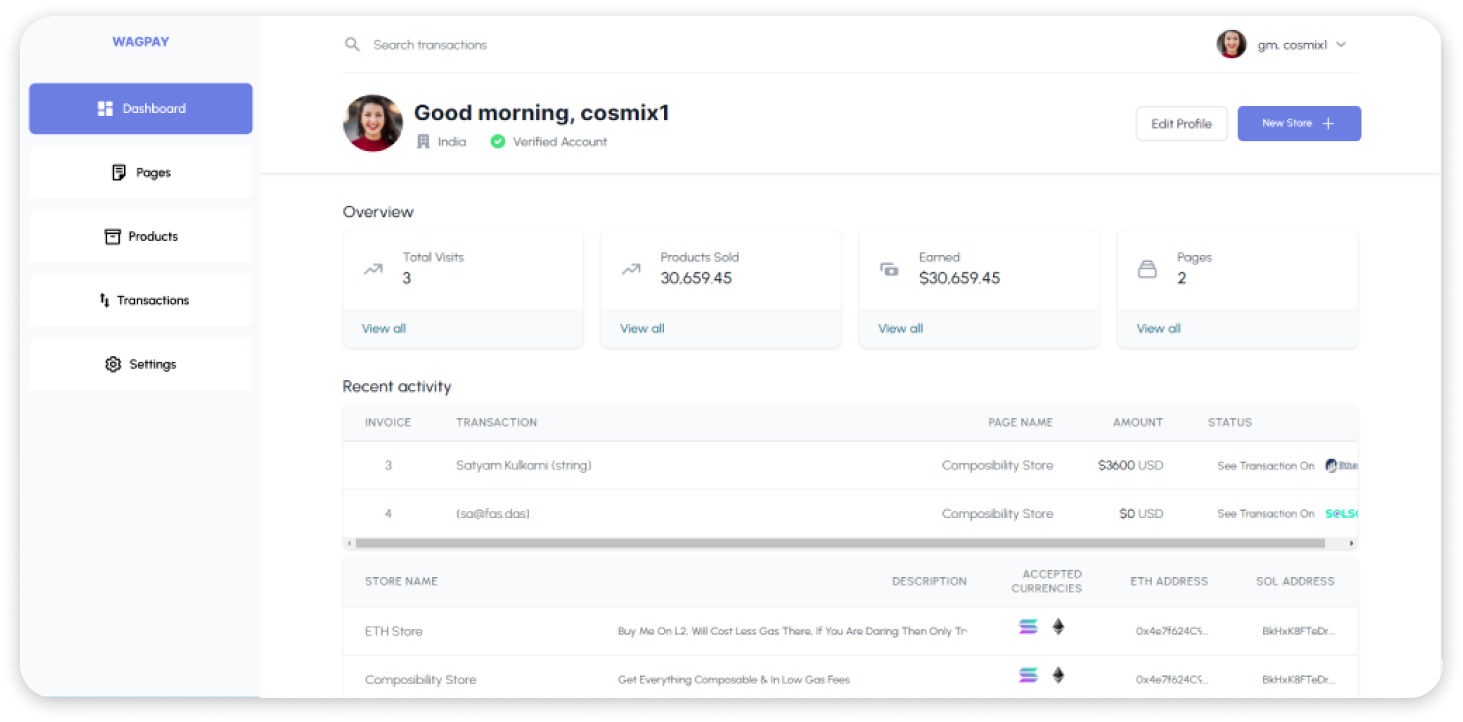 WAGPAY
Search transactions
gm. cosmix1
Dashboard
Pages
Products
Transactions
Settings
Good morning, cosmix1
India Verified Account
Edit Profile
New Store +
Overview
Total Visits
3
View all
Products Sold
30,659.45
View all
Earned
$30,659.45
View all
Pages
2
View all
Recent activity
INVOICE TRANSACTION PAGE NAME AMOUNT STATUS
3 Satyam Kulkarni (string) Composibility Store $3600 USD See Transaction On
4 (sa@fas.das) Composibility Store $0 USD See Transaction On
STORE NAME DESCRIPTION ACCEPTED CURRENCIES ETH ADDRESS SOL ADDRESS
ETH Store Buy Me On L2, Will Cost Less Gas There, If You Are Daring Then Only 0x4e7f624C9... BkHxK8FTeDr...
Composibility Store Get Everything Composable & In Low Gas Fees 0x4e7f624C9... BkHxK8FTeDr...